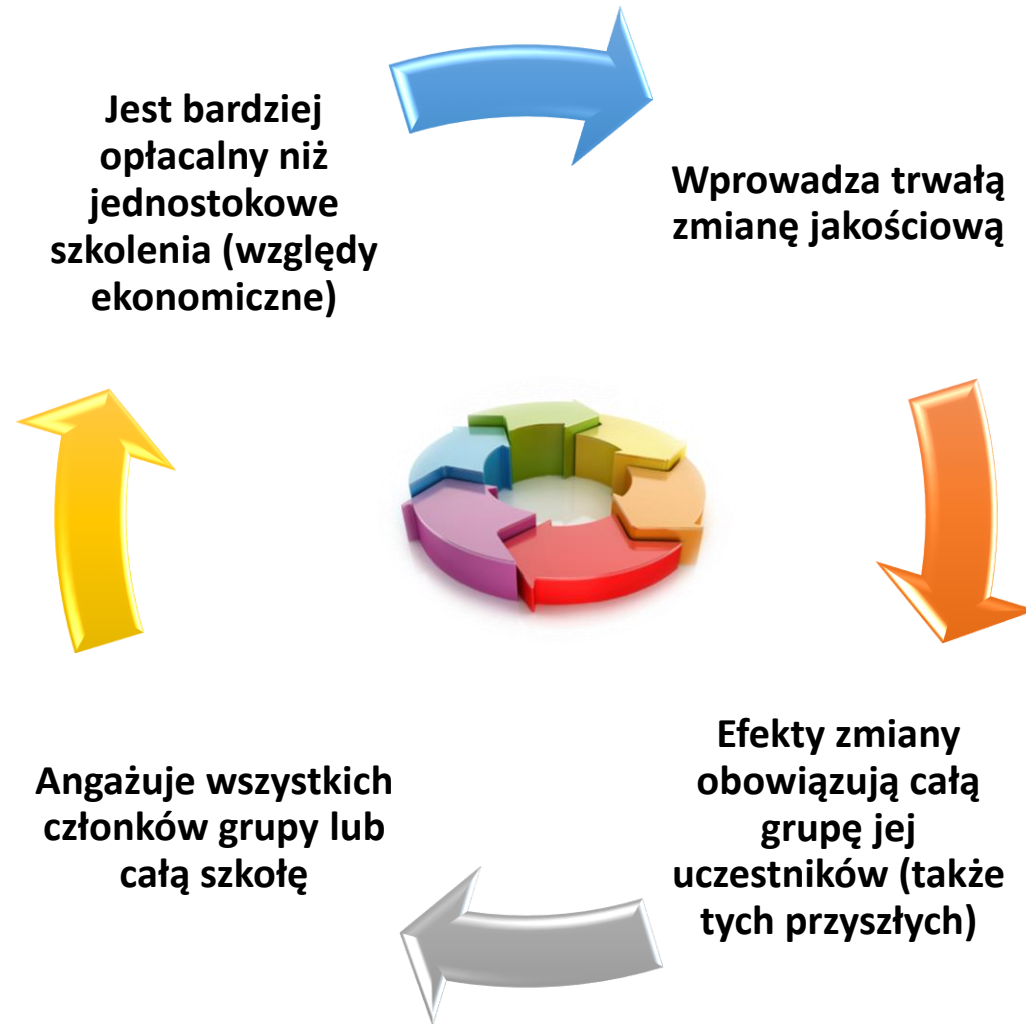 Jest bardziej
opłacalny niż
jednostokowe
szkolenia (względy
ekonomiczne)
Wprowadza trwałą
zmianę jakościową
Efekty zmiany
obowiązują całą
grupę jej
uczestników (także
tych przyszłych)
Angażuje wszystkich
członków grupy lub
całą szkołę